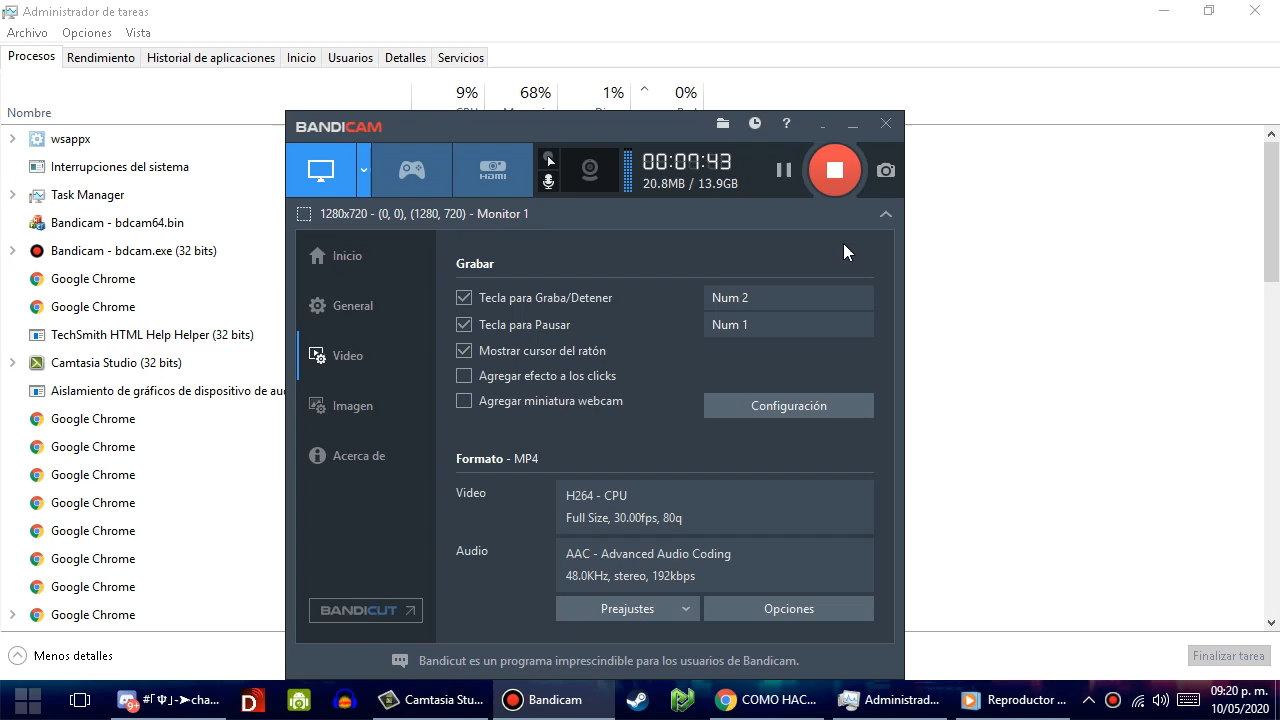 Administrador de tareas
Archivo Opciones Vista
Procesos Rendimiento Historial de aplicaciones Inicio Usuarios Detalles Servicios
9% 68% 1% 0%
Nombre
wsappx
Interrupciones del sistema
Task Manager
Bandicam - bdcam64.bin
Bandicam - bdcam.exe (32 bits)
Google Chrome
Google Chrome
TechSmith HTML Help Helper (32 bits)
Camtasia Studio (32 bits)
Aislamiento de gráficos de dispositivo de au
Google Chrome
Google Chrome
Google Chrome
Google Chrome
Google Chrome
Google Chrome
Google Chrome
Google Chrome
Menos detalles
Finalizar tarea
BANDICAM
HDMI
00:07:43
20.8MB / 13.9GB
1280x720 - (0, 0), (1280, 720) - Monitor 1
Inicio
General
Video
Imagen
Acerca de
BANDICUT
Grabar
Tecla para Graba/Detener Num 2
Tecla para Pausar Num 1
Mostrar cursor del ratón
Agregar efecto a los clicks
Agregar miniatura webcam Configuración
Formato - MP4
Video H264 - CPU
Full Size, 30.00fps, 80q
Audio AAC - Advanced Audio Coding
48.0KHz, stereo, 192kbps
Preajustes Opciones
Bandicut es un programa imprescindible para los usuarios de Bandicam.
#「Ψ」➤cha... Camtasia Stu... Bandicam COMO HAC... Administrad... Reproductor ...
09:20 p. m.
10/05/2020